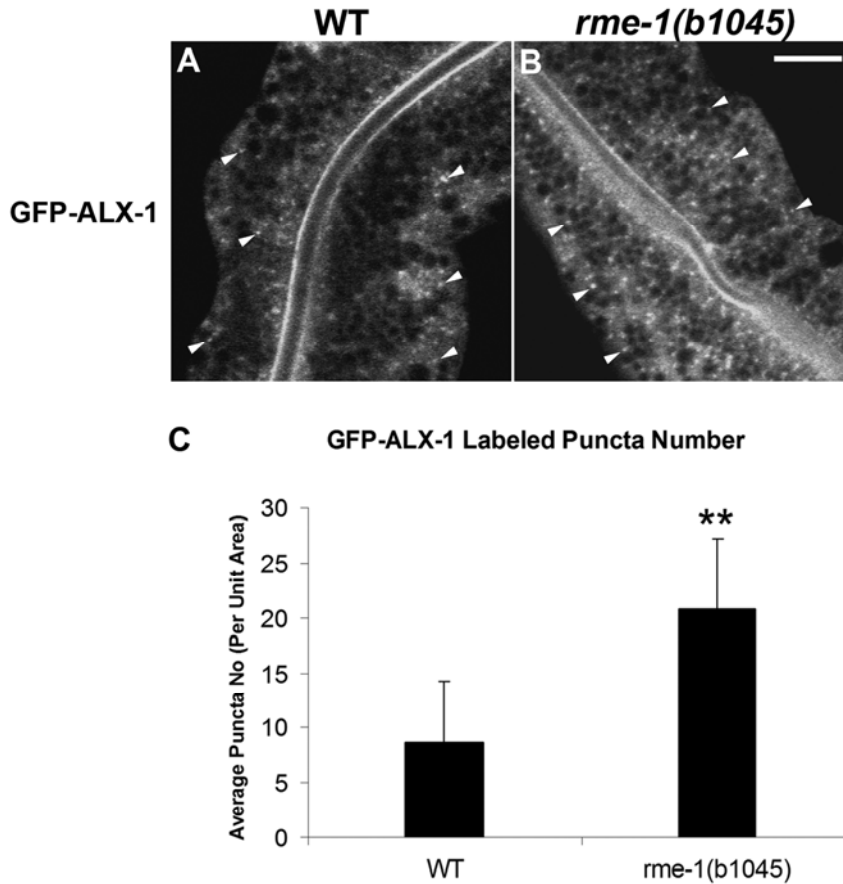 WT
rme-1(b1045)
A
B
GFP-ALX-1
C
GFP-ALX-1 Labeled Puncta Number
Average Puncta No (Per Unit Area)
30
25
20
15
10
5
0
**
WT
rme-1(b1045)